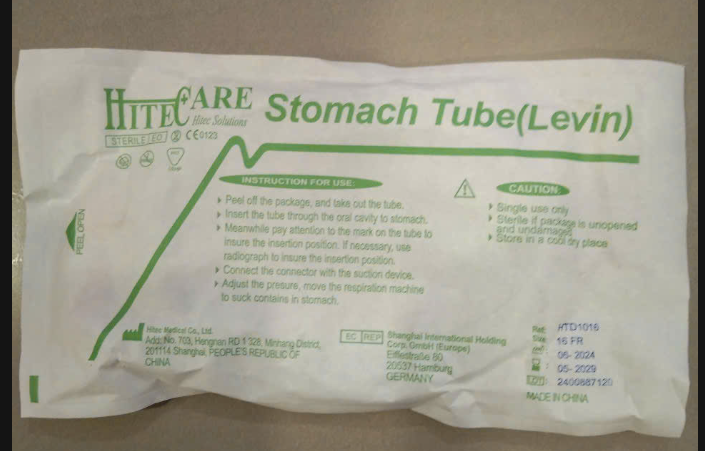 HITECCARE Stomach Tube(Levin)
Hitec Solutions
STERILE EO CE0123
INSTRUCTION FOR USE:
Peel off the package, and take out the tube.
Insert the tube through the oral cavity to stomach.
Meanwhile pay attention to the mark on the tube to
insure the insertion position. If necessary, use
radiograph to insure the insertion position.
Connect the connector with the suction device.
Adjust the presure, move the respiration machine
to suck contains in stomach.
CAUTION:
Single use only
Sterile if package is unopened
and undamaged
Store in a cool dry place
PEEL OPEN
Hitec Medical Co., Ltd.
Add: No. 703, Hengnan RD 1 328, Minhang District,
201114 Shanghai, PEOPLE'S REPUBLIC OF
CHINA
EC REP Shanghai International Holding
Corp. GmbH (Europe)
Eiffestraße 80
20537 Hamburg
GERMANY
Ref: HTD1016
Size: 16 FR
06- 2024
05- 2029
LOT: 2400887120
MADE IN CHINA